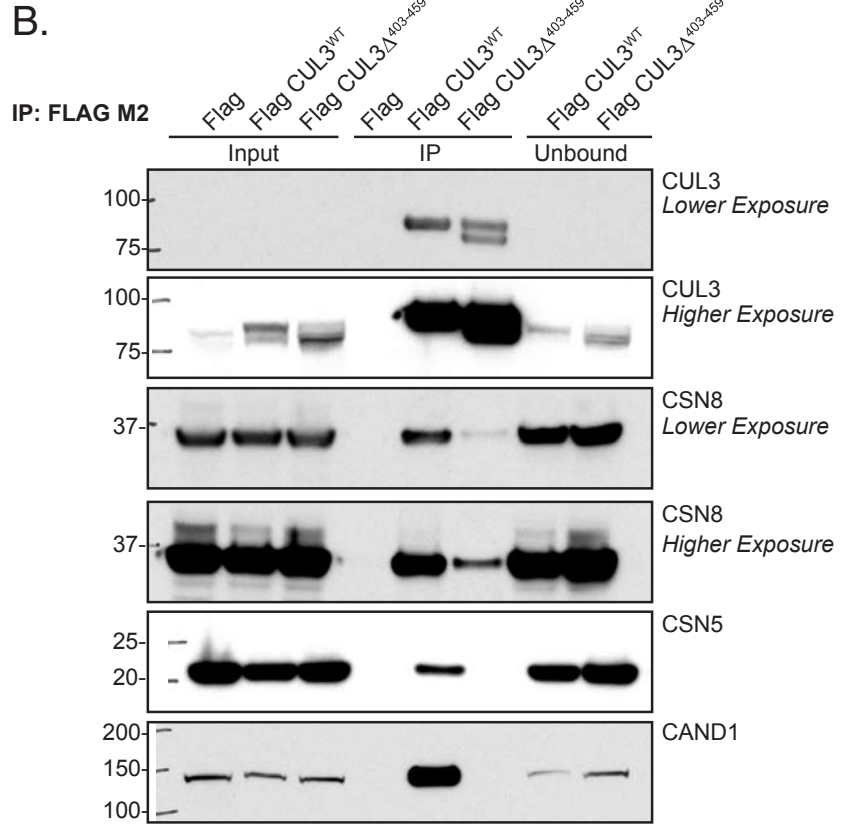 B.
IP: FLAG M2
Flag
Flag CUL3WT
Flag CUL3Δ403-459
Flag
Flag CUL3WT
Flag CUL3Δ403-459
Flag CUL3WT
Flag CUL3Δ403-459
Input
IP
Unbound
100-
75-
CUL3
Lower Exposure
100-
75-
CUL3
Higher Exposure
37-
CSN8
Lower Exposure
37-
CSN8
Higher Exposure
25-
20-
CSN5
200-
150-
100-
CAND1